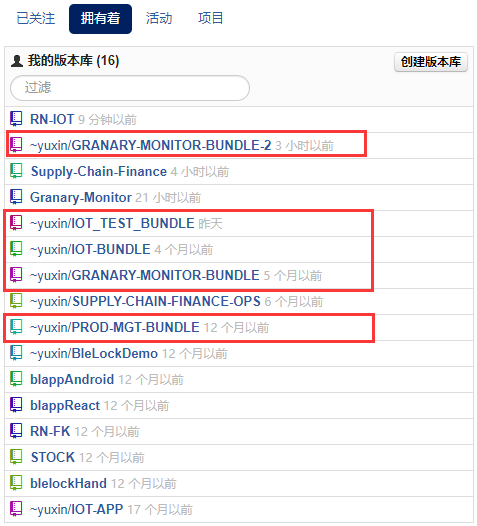 已关注 拥有着 活动 项目
我的版本库 (16) 创建版本库
过滤
RN-IOT 9 分钟以前
~yuxin/GRANARY-MONITOR-BUNDLE-2 3 小时以前
Supply-Chain-Finance 4 小时以前
Granary-Monitor 21 小时以前
~yuxin/IOT_TEST_BUNDLE 昨天
~yuxin/IOT-BUNDLE 4 个月以前
~yuxin/GRANARY-MONITOR-BUNDLE 5 个月以前
~yuxin/SUPPLY-CHAIN-FINANCE-OPS 6 个月以前
~yuxin/PROD-MGT-BUNDLE 12 个月以前
~yuxin/BleLockDemo 12 个月以前
blappAndroid 12 个月以前
blappReact 12 个月以前
RN-FK 12 个月以前
STOCK 12 个月以前
blelockHand 12 个月以前
~yuxin/IOT-APP 17 个月以前